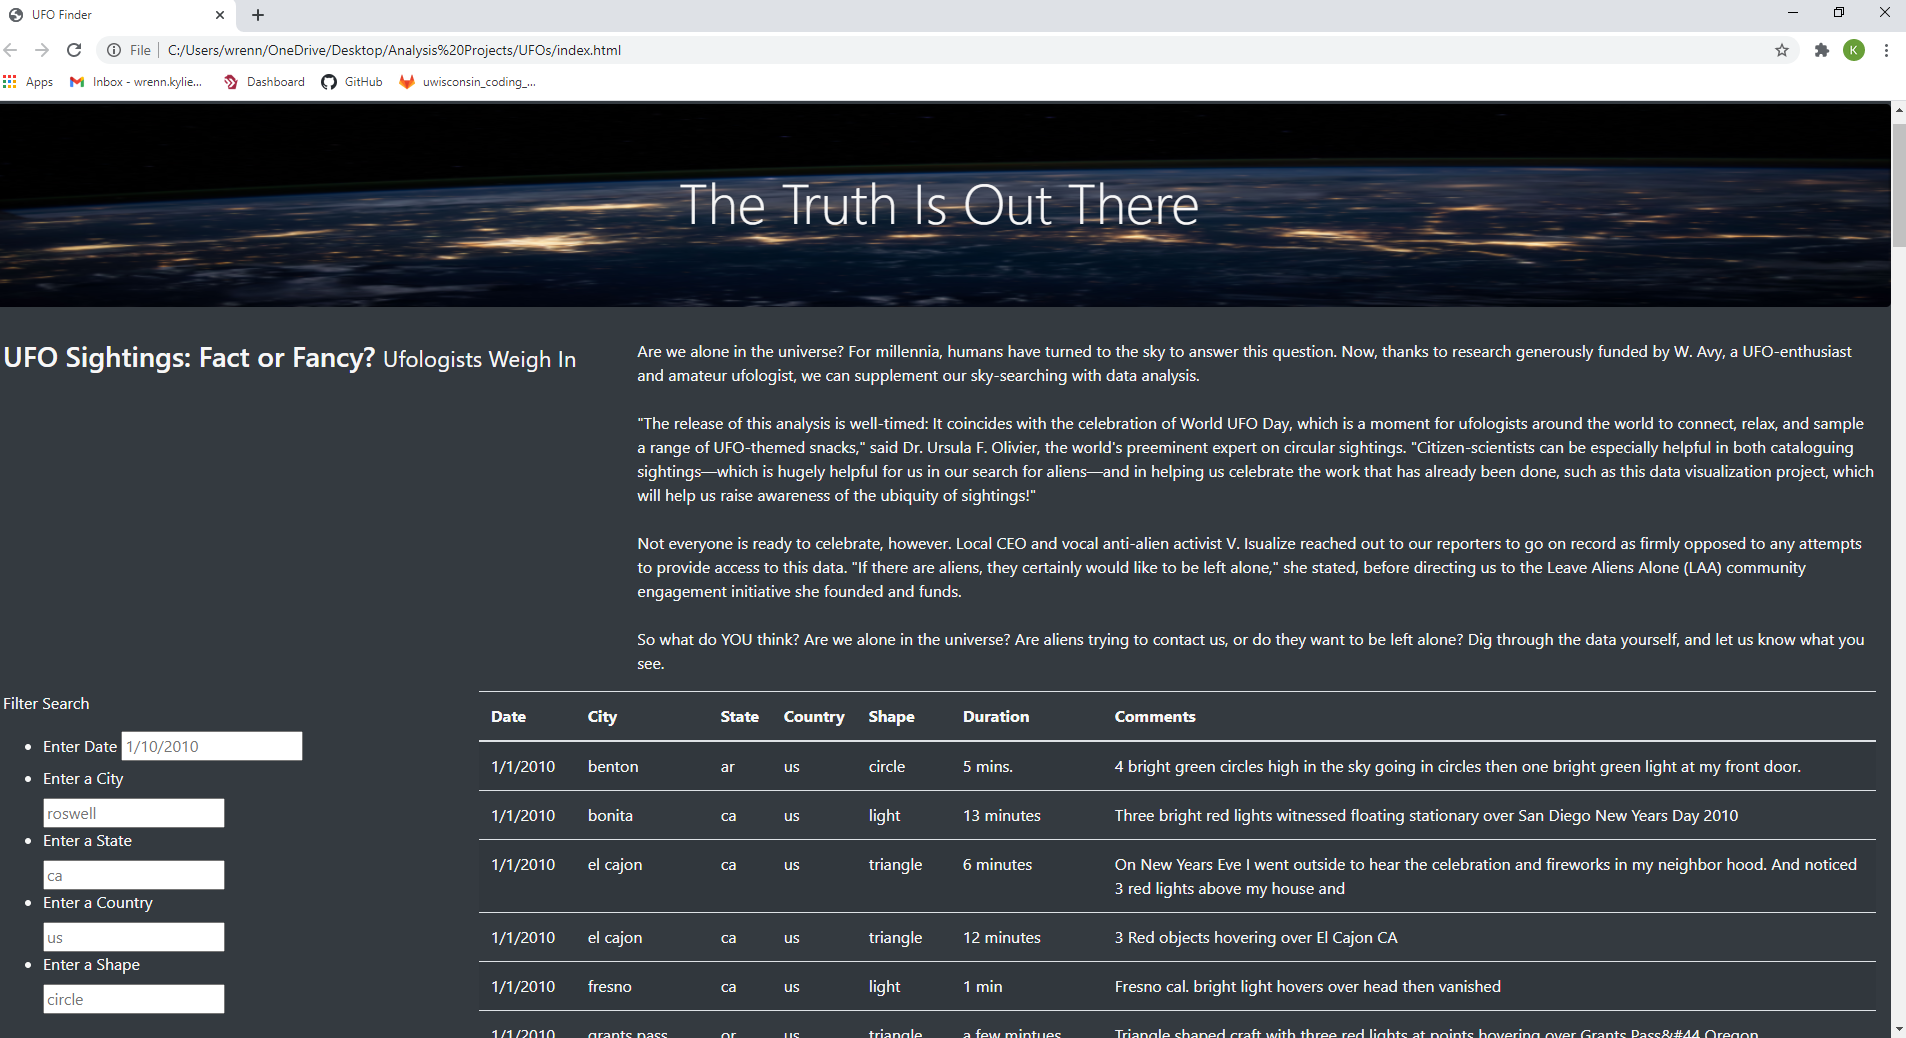 UFO Finder
File C:/Users/wrenn/OneDrive/Desktop/Analysis%20Projects/UFOs/index.html
K
Apps Inbox - wrenn.kylie... Dashboard GitHub uwisconsin_coding_...
The Truth Is Out There
UFO Sightings: Fact or Fancy? Ufologists Weigh In
Are we alone in the universe? For millennia, humans have turned to the sky to answer this question. Now, thanks to research generously funded by W. Avy, a UFO-enthusiast
and amateur ufologist, we can supplement our sky-searching with data analysis.
"The release of this analysis is well-timed: It coincides with the celebration of World UFO Day, which is a moment for ufologists around the world to connect, relax, and sample
a range of UFO-themed snacks," said Dr. Ursula F. Olivier, the world's preeminent expert on circular sightings. "Citizen-scientists can be especially helpful in both cataloguing
sightings—which is hugely helpful for us in our search for aliens—and in helping us celebrate the work that has already been done, such as this data visualization project, which
will help us raise awareness of the ubiquity of sightings!"
Not everyone is ready to celebrate, however. Local CEO and vocal anti-alien activist V. Isualize reached out to our reporters to go on record as firmly opposed to any attempts
to provide access to this data. "If there are aliens, they certainly would like to be left alone," she stated, before directing us to the Leave Aliens Alone (LAA) community
engagement initiative she founded and funds.
So what do YOU think? Are we alone in the universe? Are aliens trying to contact us, or do they want to be left alone? Dig through the data yourself, and let us know what you
see.
Filter Search
Enter Date 1/10/2010
Enter a City
roswell
Enter a State
ca
Enter a Country
us
Enter a Shape
circle
Date City State Country Shape Duration Comments
1/1/2010 benton ar us circle 5 mins. 4 bright green circles high in the sky going in circles then one bright green light at my front door.
1/1/2010 bonita ca us light 13 minutes Three bright red lights witnessed floating stationary over San Diego New Years Day 2010
1/1/2010 el cajon ca us triangle 6 minutes On New Years Eve I went outside to hear the celebration and fireworks in my neighbor hood. And noticed
3 red lights above my house and
1/1/2010 el cajon ca us triangle 12 minutes 3 Red objects hovering over El Cajon CA
1/1/2010 fresno ca us light 1 min Fresno cal. bright light hovers over head then vanished
1/1/2010 grants pass or us triangle a few mintues Triangle shaped craft with three red lights at points hovering over Grants Pass&#44 Oregon